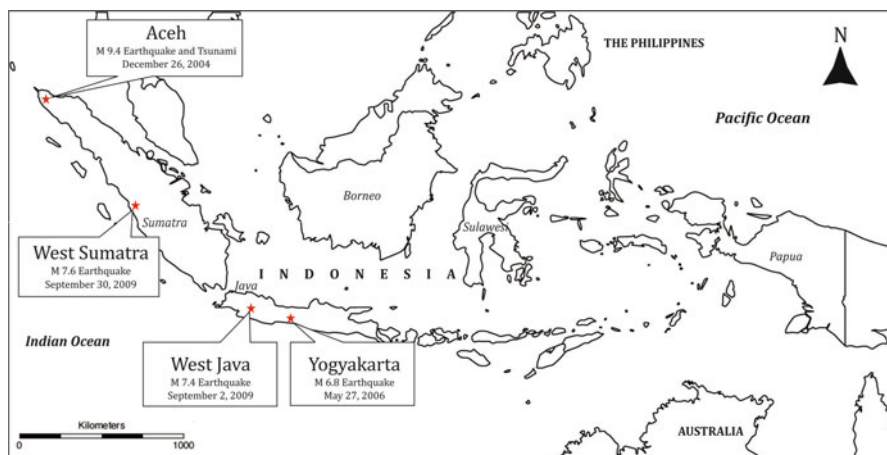 Aceh
M 9.4 Earthquake and Tsunami
December 26, 2004
THE PHILIPPINES
N
Pacific Ocean
Borneo
Sumatra
Sulawesi
West Sumatra
M 7.6 Earthquake
September 30, 2009
Papua
INDONESIA
Java
Indian Ocean
West Java
M 7.4 Earthquake
September 2, 2009
Yogyakarta
M 6.8 Earthquake
May 27, 2006
AUSTRALIA
Kilometers
0 1000